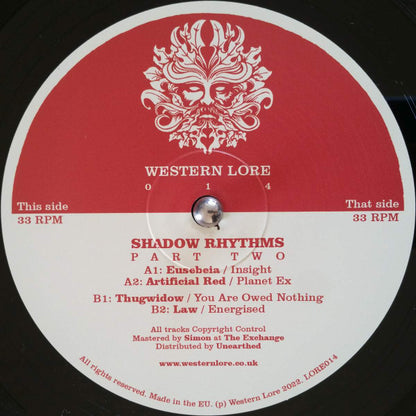 WESTERN LORE
0 1 4
This side
33 RPM
That side
33 RPM
SHADOW RHYTHMS
PART TWO
A1: Eusebeia / Insight
A2: Artificial Red / Planet Ex
B1: Thugwidow / You Are Owed Nothing
B2: Law / Energised
All tracks Copyright Control
Mastered by Simon at The Exchange
Distributed by Unearthed
www.westernlore.co.uk
All rights reserved. Made in the EU. (p) Western Lore 2022. LORE014